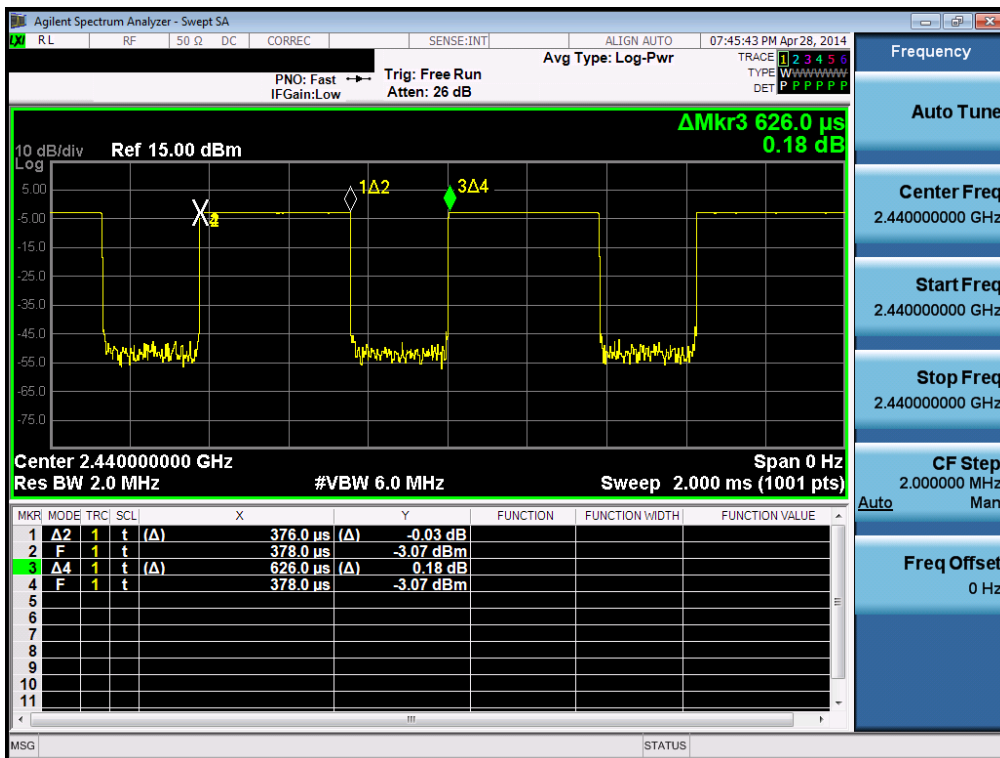 Agilent Spectrum Analyzer - Swept SA
LXI RL RF 50 Ω DC CORREC SENSE:INT ALIGN AUTO 07:45:43 PM Apr 28, 2014
Frequency
PNO: Fast
IFGain:Low
Trig: Free Run
Atten: 26 dB
Avg Type: Log-Pwr
TRACE 1 2 3 4 5 6
TYPE WWWWWWW
DET P P P P P P
Auto Tune
ΔMkr3 626.0 µs
0.18 dB
10 dB/div Ref 15.00 dBm
Log
5.00
-5.00
-15.0
-25.0
-35.0
-45.0
-55.0
-65.0
-75.0
1Δ2
3Δ4
Center Freq
2.440000000 GHz
Start Freq
2.440000000 GHz
Stop Freq
2.440000000 GHz
Center 2.440000000 GHz Span 0 Hz
Res BW 2.0 MHz #VBW 6.0 MHz Sweep 2.000 ms (1001 pts)
CF Step
2.000000 MHz
Auto Man
MKR MODE TRC SCL X Y FUNCTION FUNCTION WIDTH FUNCTION VALUE
1 Δ2 1 t (Δ) 376.0 µs (Δ) -0.03 dB
2 F 1 t 378.0 µs -3.07 dBm
3 Δ4 1 t (Δ) 626.0 µs (Δ) 0.18 dB
4 F 1 t 378.0 µs -3.07 dBm
5
6
7
8
9
10
11
Freq Offset
0 Hz
MSG STATUS